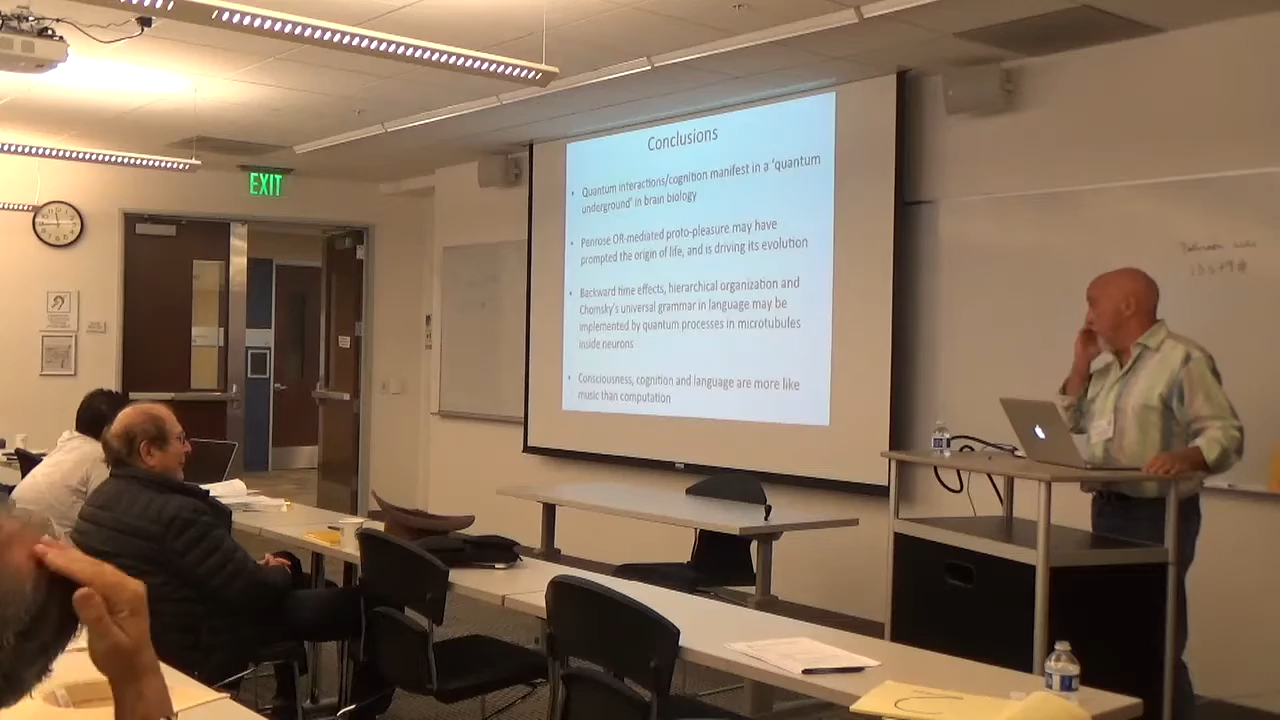 EXIT
Conclusions
• Quantum interactions/cognition manifest in a 'quantum
underground' in brain biology
• Penrose OR-mediated proto-pleasure may have
prompted the origin of life, and is driving its evolution
• Backward time effects, hierarchical organization and
Chomsky's universal grammar in language may be
implemented by quantum processes in microtubules
inside neurons
• Consciousness, cognition and language are more like
music than computation